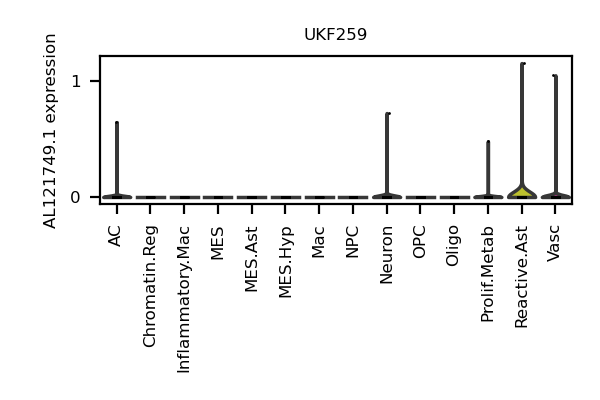 UKF259
AL121749.1 expression
1
0
AC
Chromatin.Reg
Inflammatory.Mac
MES
MES.Ast
MES.Hyp
Mac
NPC
Neuron
OPC
Oligo
Prolif.Metab
Reactive.Ast
Vasc